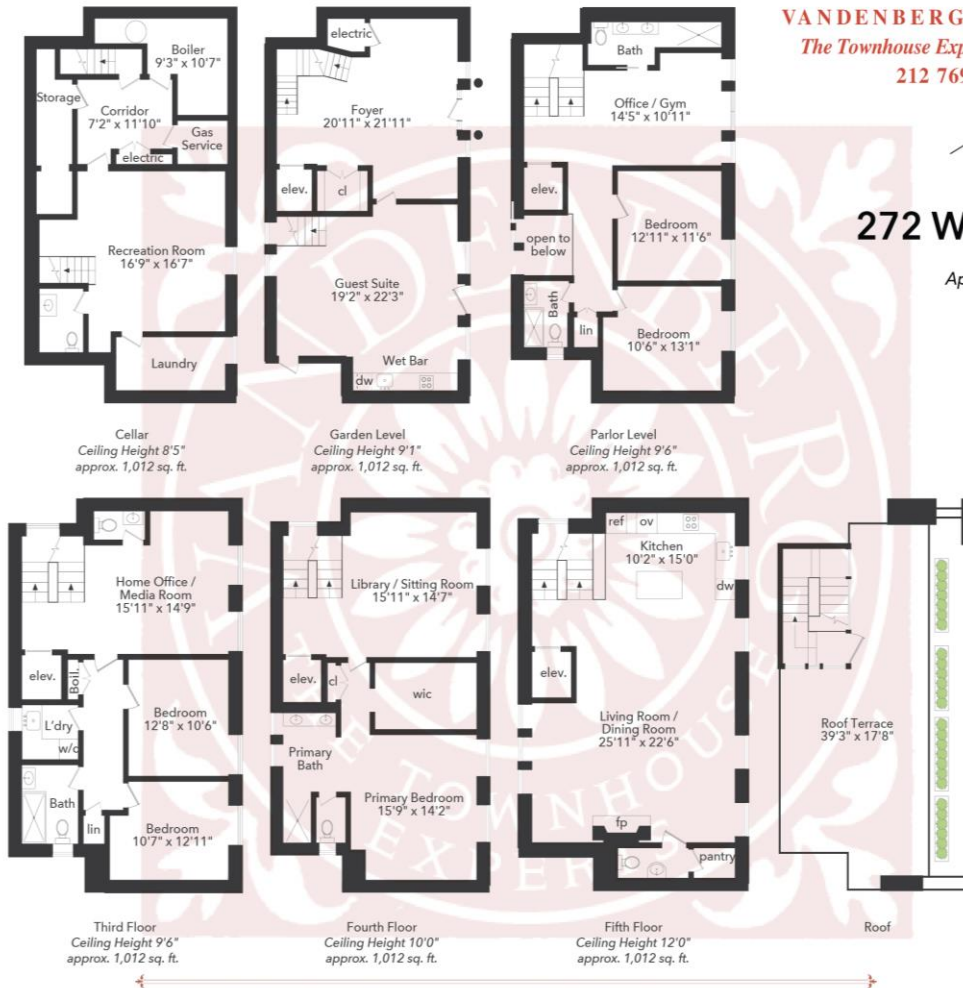 VANDENBERG
The Townhouse Exp
212 769
272 W
Ap
electric
Boiler
9'3" x 10'7"
Storage
Corridor
7'2" x 11'10"
Gas
Service
electric
Recreation Room
16'9" x 16'7"
Laundry
Foyer
20'11" x 21'11"
elev.
cl
Guest Suite
19'2" x 22'3"
Wet Bar
dw
Bath
Office / Gym
14'5" x 10'11"
elev.
Bedroom
12'11" x 11'6"
open to
below
Bath
lin
Bedroom
10'6" x 13'1"
Cellar
Ceiling Height 8'5"
approx. 1,012 sq. ft.
Garden Level
Ceiling Height 9'1"
approx. 1,012 sq. ft.
Parlor Level
Ceiling Height 9'6"
approx. 1,012 sq. ft.
Home Office /
Media Room
15'11" x 14'9"
elev.
Boil.
L'dry
w/d
Bedroom
12'8" x 10'6"
Bath
lin
Bedroom
10'7" x 12'11"
Library / Sitting Room
15'11" x 14'7"
elev.
cl
wic
Primary
Bath
Primary Bedroom
15'9" x 14'2"
ref
ov
Kitchen
10'2" x 15'0"
dw
elev.
Living Room /
Dining Room
25'11" x 22'6"
fp
pantry
Roof Terrace
39'3" x 17'8"
Third Floor
Ceiling Height 9'6"
approx. 1,012 sq. ft.
Fourth Floor
Ceiling Height 10'0"
approx. 1,012 sq. ft.
Fifth Floor
Ceiling Height 12'0"
approx. 1,012 sq. ft.
Roof
VANDENBERG
THE TOWNHOUSE
EXPERTS